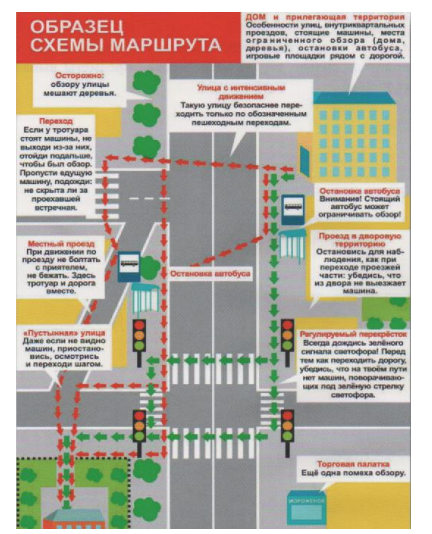 ОБРАЗЕЦ
СХЕМЫ МАРШРУТА
ДОМ и прилегающая территория
Особенности улиц, внутриквартальных
проездов, стоящие машины, места
ограниченного обзора (дома,
деревья), остановки автобуса,
игровые площадки рядом с дорогой.
Осторожно:
обзору улицы
мешают деревья.
Улица с интенсивным
движением
Такую улицу безопаснее пере-
ходить только по обозначенным
пешеходным переходам.
Переход
Если у тротуара
стоят машины, не
выходи из-за них,
отойди подальше,
чтобы был обзор.
Пропусти едущую
машину, подожди:
не скрыта ли за
проехавшей
встречная.
Остановка автобуса
Внимание! Стоящий
автобус может
ограничивать обзор!
Местный проезд
При движении по
проезду не болтать
с приятелем,
не бежать. Здесь
тротуар и дорога
вместе.
Проезд в дворовую
территорию
Остановись для наб-
людения, как при
переходе проезжей
части: убедись, что
из двора не выезжает
машина.
Остановка автобуса
«Пустынная» улица
Даже если не видно
машин, приостано-
вись, осмотрись
и переходи шагом.
Регулируемый перекрёсток
Всегда дождись зелёного
сигнала светофора! Перед
тем как переходить дорогу,
убедись, что на твоём пути
нет машин, поворачиваю-
щих под зелёную стрелку
светофора.
Торговая палатка
Ещё одна помеха обзору.
МОРОЖЕНОЕ